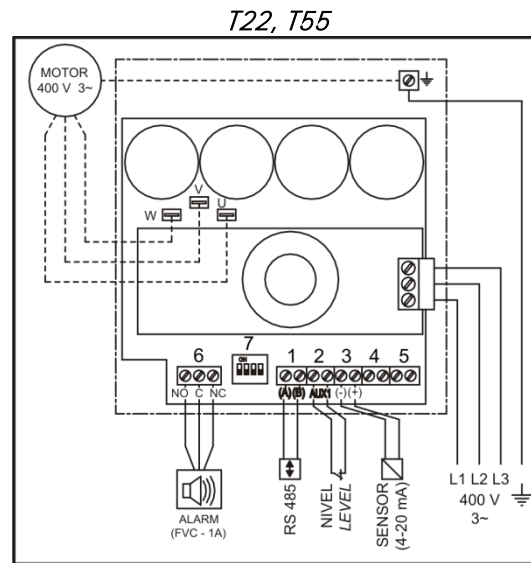 T22, T55
MOTOR
400 V 3~
V
W
U
7
ON
6
1 2 3 4 5
NO C NC
(A) (B) AUX1 (-) (+)
ALARM
(FVC - 1A)
RS 485
NIVEL
LEVEL
SENSOR
(4-20 mA)
L1 L2 L3
400 V
3~